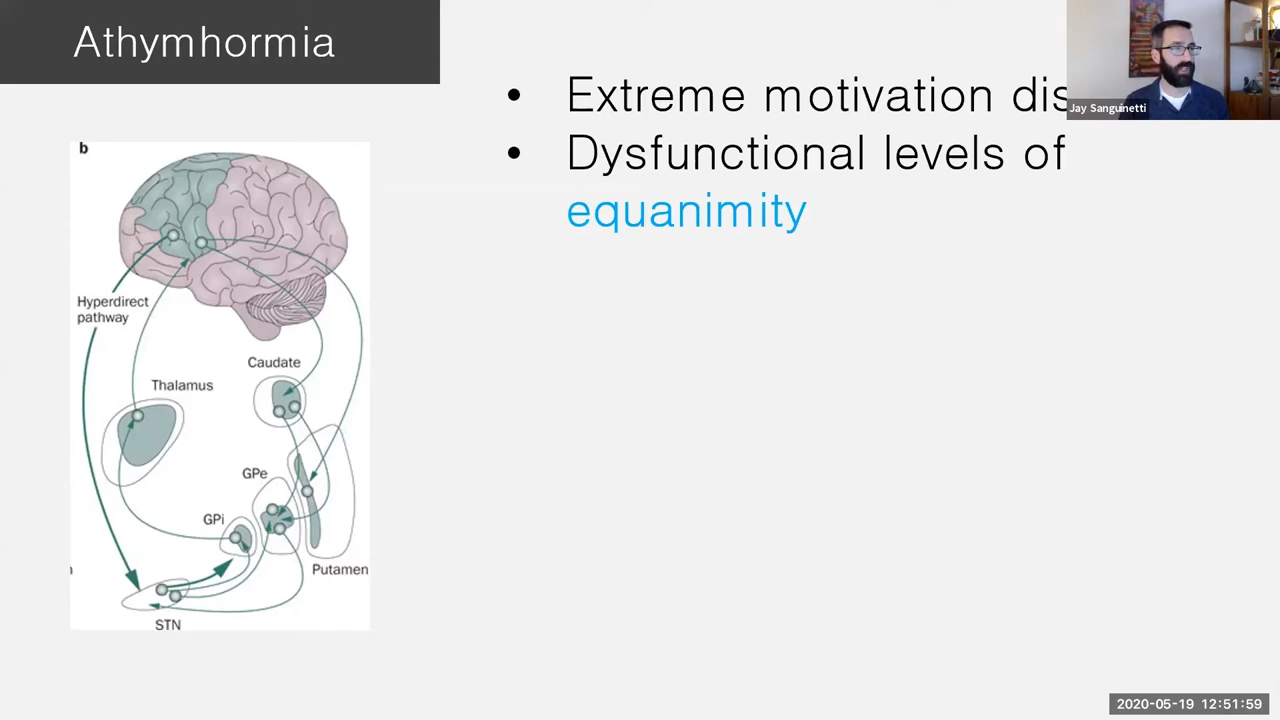 Athymhormia
• Extreme motivation dis
• Dysfunctional levels of
equanimity
Jay Sanguinetti
b
Hyperdirect
pathway
Caudate
Thalamus
GPe
GPi
Putamen
STN
2020-05-19 12:51:59